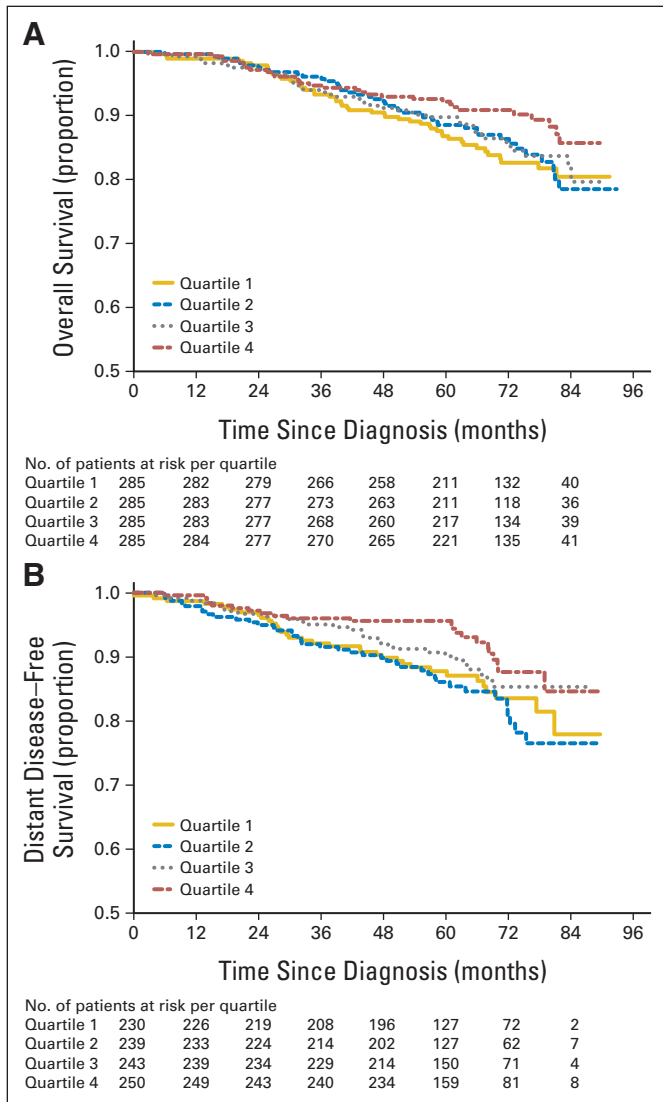 A
Overall Survival (proportion)
1.0
0.9
0.8
0.7
0.6
0.5
Quartile 1
Quartile 2
Quartile 3
Quartile 4
0 12 24 36 48 60 72 84 96
Time Since Diagnosis (months)
No. of patients at risk per quartile
Quartile 1 285 282 279 266 258 211 132 40
Quartile 2 285 283 277 273 263 211 118 36
Quartile 3 285 283 277 268 260 217 134 39
Quartile 4 285 284 277 270 265 221 135 41
B
Distant Disease–Free
Survival (proportion)
1.0
0.9
0.8
0.7
0.6
0.5
Quartile 1
Quartile 2
Quartile 3
Quartile 4
0 12 24 36 48 60 72 84 96
Time Since Diagnosis (months)
No. of patients at risk per quartile
Quartile 1 230 226 219 208 196 127 72 2
Quartile 2 239 233 224 214 202 127 62 7
Quartile 3 243 239 234 229 214 150 71 4
Quartile 4 250 249 243 240 234 159 81 8